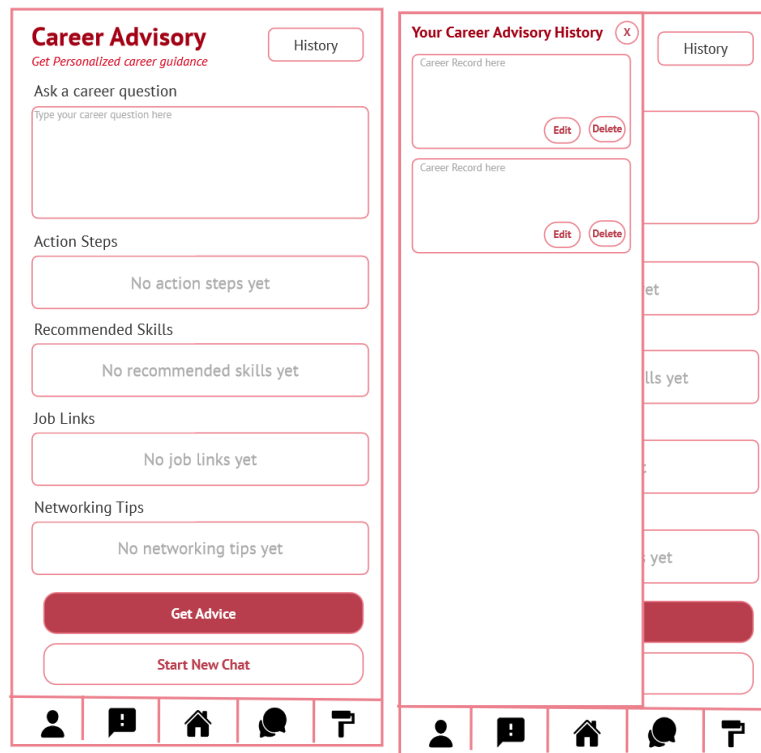 Career Advisory
History
Get Personalized career guidance
Ask a career question
Type your career question here
Action Steps
No action steps yet
Recommended Skills
No recommended skills yet
Job Links
No job links yet
Networking Tips
No networking tips yet
Get Advice
Start New Chat
Your Career Advisory History
X
History
Career Record here
Edit
Delete
Career Record here
Edit
Delete
et
lls yet
yet